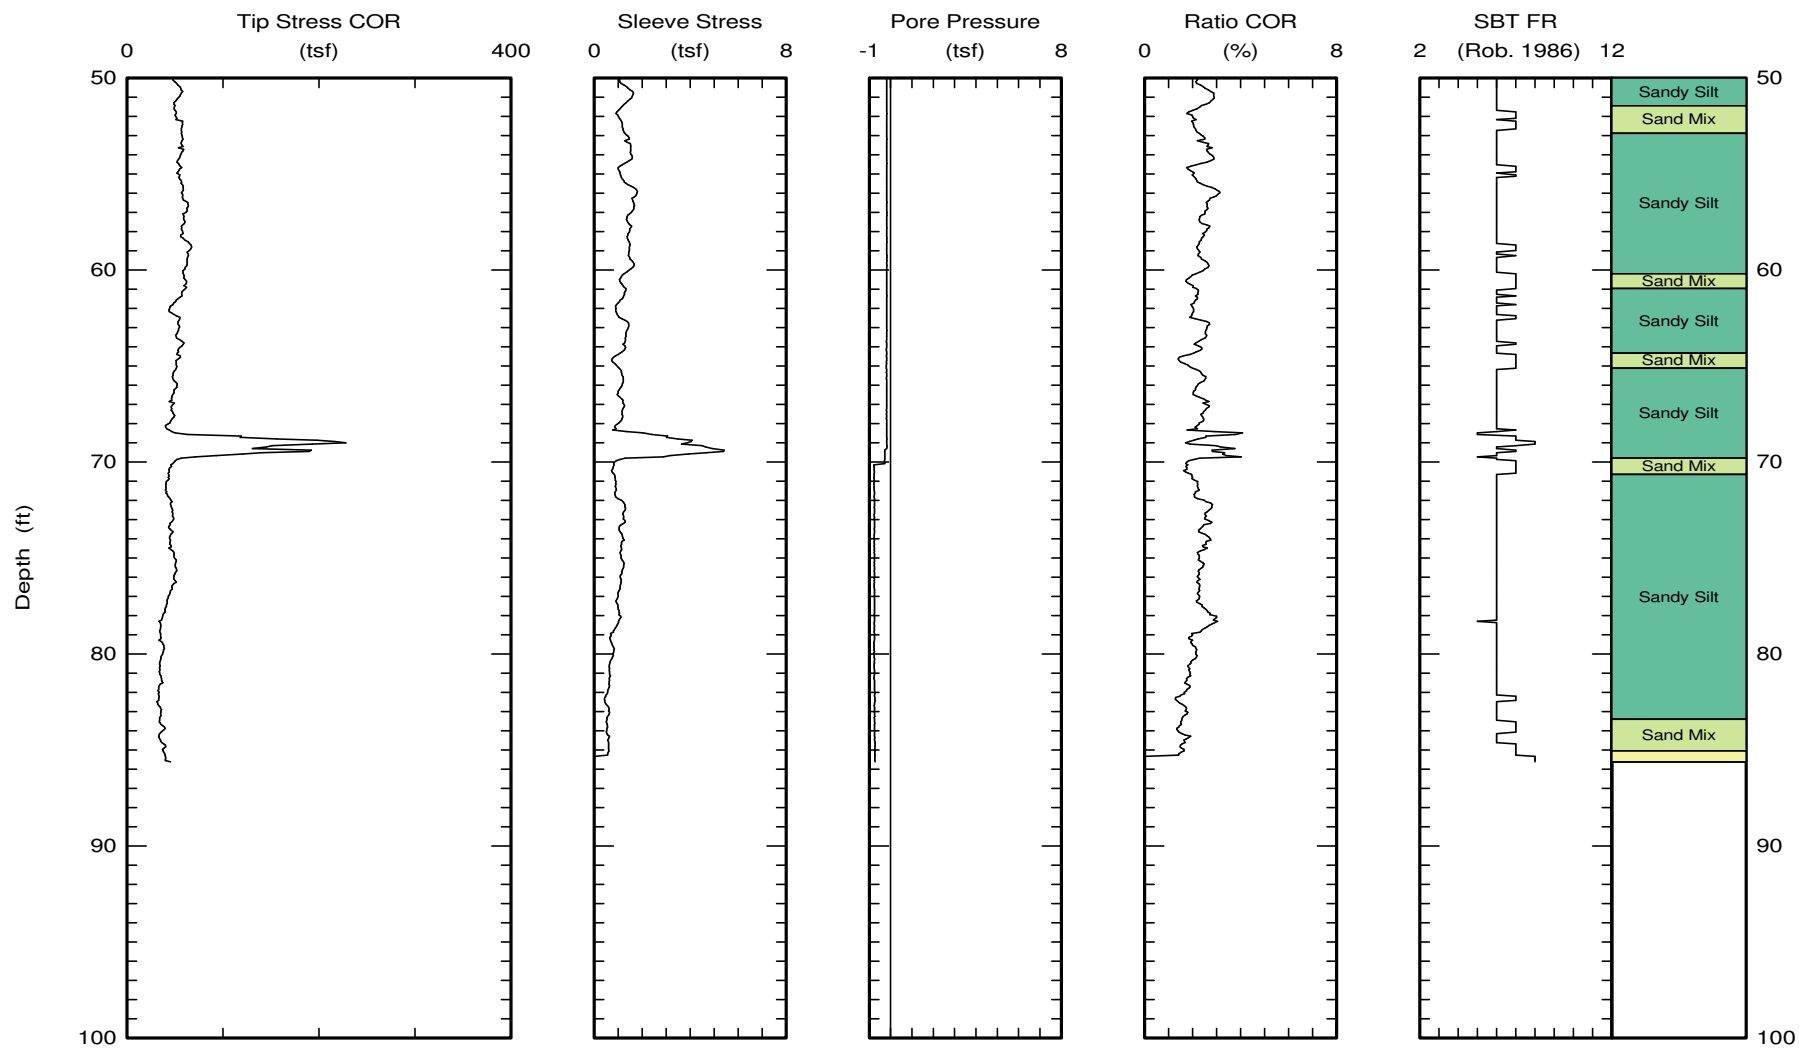 Tip Stress COR Sleeve Stress Pore Pressure Ratio COR SBT FR
0 (tsf) 400 0 (tsf) 8 -1 (tsf) 8 0 (%) 8 2 (Rob. 1986) 12
50 50
Sandy Silt
Sand Mix
Sandy Silt
60 60
Sand Mix
Sandy Silt
Sand Mix
Sandy Silt
70 70
Sand Mix
Depth (ft)
Sandy Silt
80 80
Sand Mix
90 90
100 100